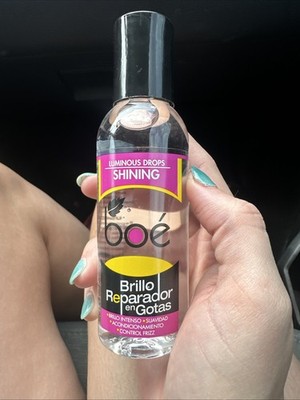 LUMINOUS DROPS
SHINING
boé
Brillo
Reparador
en Gotas
• BRILLO INTENSO • SUAVIDAD
• ACONDICIONAMIENTO
• CONTROL FRIZZ